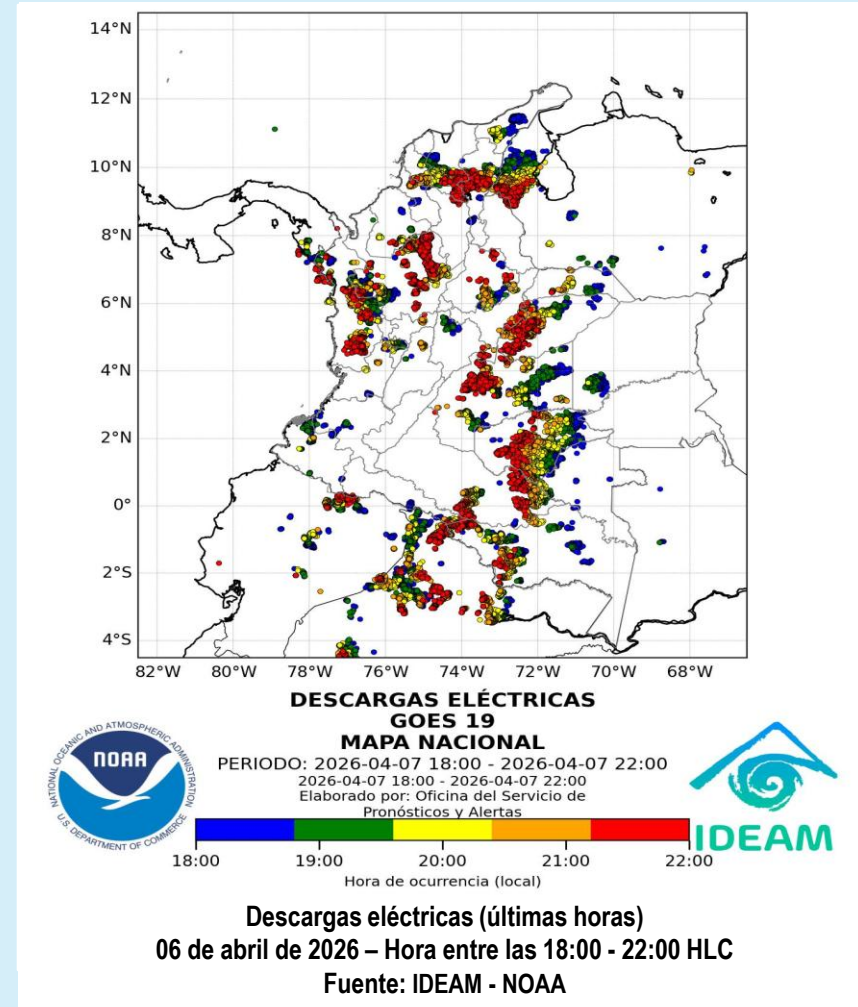 14°N
12°N
10°N
8°N
6°N
4°N
2°N
0°
2°S
4°S
82°W 80°W 78°W 76°W 74°W 72°W 70°W 68°W
DESCARGAS ELÉCTRICAS
GOES 19
MAPA NACIONAL
PERIODO: 2026-04-07 18:00 - 2026-04-07 22:00
2026-04-07 18:00 - 2026-04-07 22:00
Elaborado por: Oficina del Servicio de
Pronósticos y Alertas
NATIONAL OCEANIC AND ATMOSPHERIC ADMINISTRATION
NOAA
U.S. DEPARTMENT OF COMMERCE
IDEAM
18:00 19:00 20:00 21:00 22:00
Hora de ocurrencia (local)
Descargas eléctricas (últimas horas)
06 de abril de 2026 – Hora entre las 18:00 - 22:00 HLC
Fuente: IDEAM - NOAA